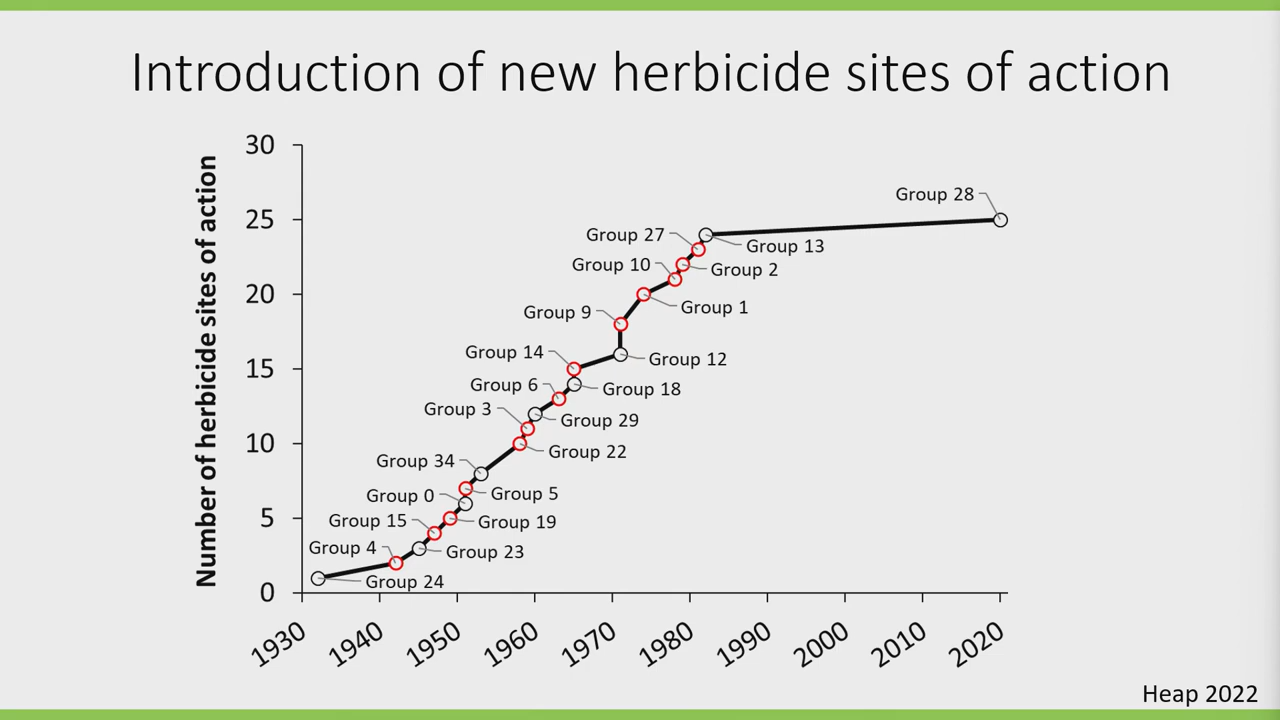 Introduction of new herbicide sites of action
Number of herbicide sites of action
30
25
20
15
10
5
0
Group 28
Group 27
Group 13
Group 10
Group 2
Group 1
Group 9
Group 14
Group 12
Group 6
Group 18
Group 3
Group 29
Group 22
Group 34
Group 0
Group 5
Group 15
Group 19
Group 4
Group 23
Group 24
1930
1940
1950
1960
1970
1980
1990
2000
2010
2020
Heap 2022